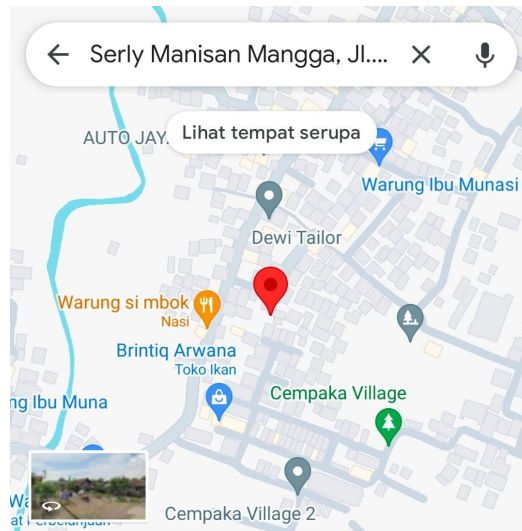 Serly Manisan Mangga, Jl....
AUTO JAY
Lihat tempat serupa
Warung Ibu Munasi
Dewi Tailor
Warung si mbok
Nasi
Brintiq Arwana
Toko Ikan
Cempaka Village
ng Ibu Muna
Cempaka Village 2